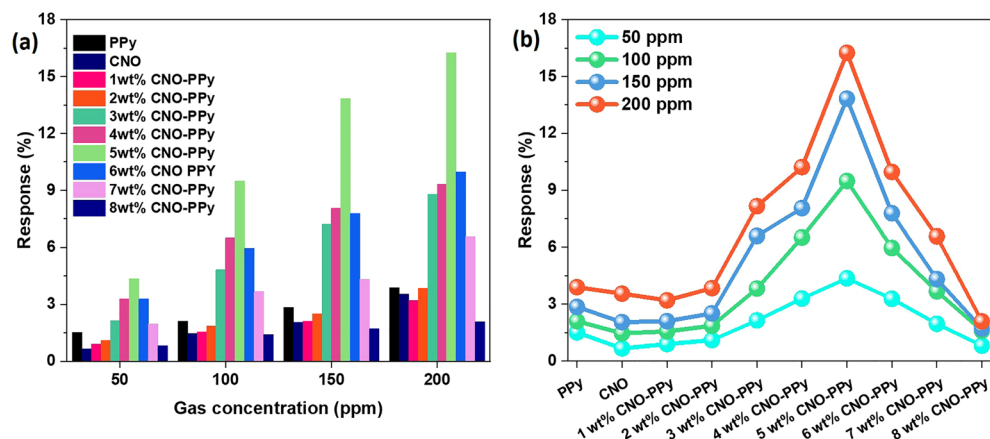 (a)
18
15
12
9
6
3
0
Response (%)
PPy
CNO
1wt% CNO-PPy
2wt% CNO-PPy
3wt% CNO-PPy
4wt% CNO-PPy
5wt% CNO-PPy
6wt% CNO PPY
7wt% CNO-PPy
8wt% CNO-PPy
50 100 150 200
Gas concentration (ppm)
(b)
18
15
12
9
6
3
0
Response (%)
50 ppm
100 ppm
150 ppm
200 ppm
PPy
CNO
1 wt% CNO-PPy
2 wt% CNO-PPy
3 wt% CNO-PPy
4 wt% CNO-PPy
5 wt% CNO-PPy
6 wt% CNO-PPy
7 wt% CNO-PPy
8 wt% CNO-PPy